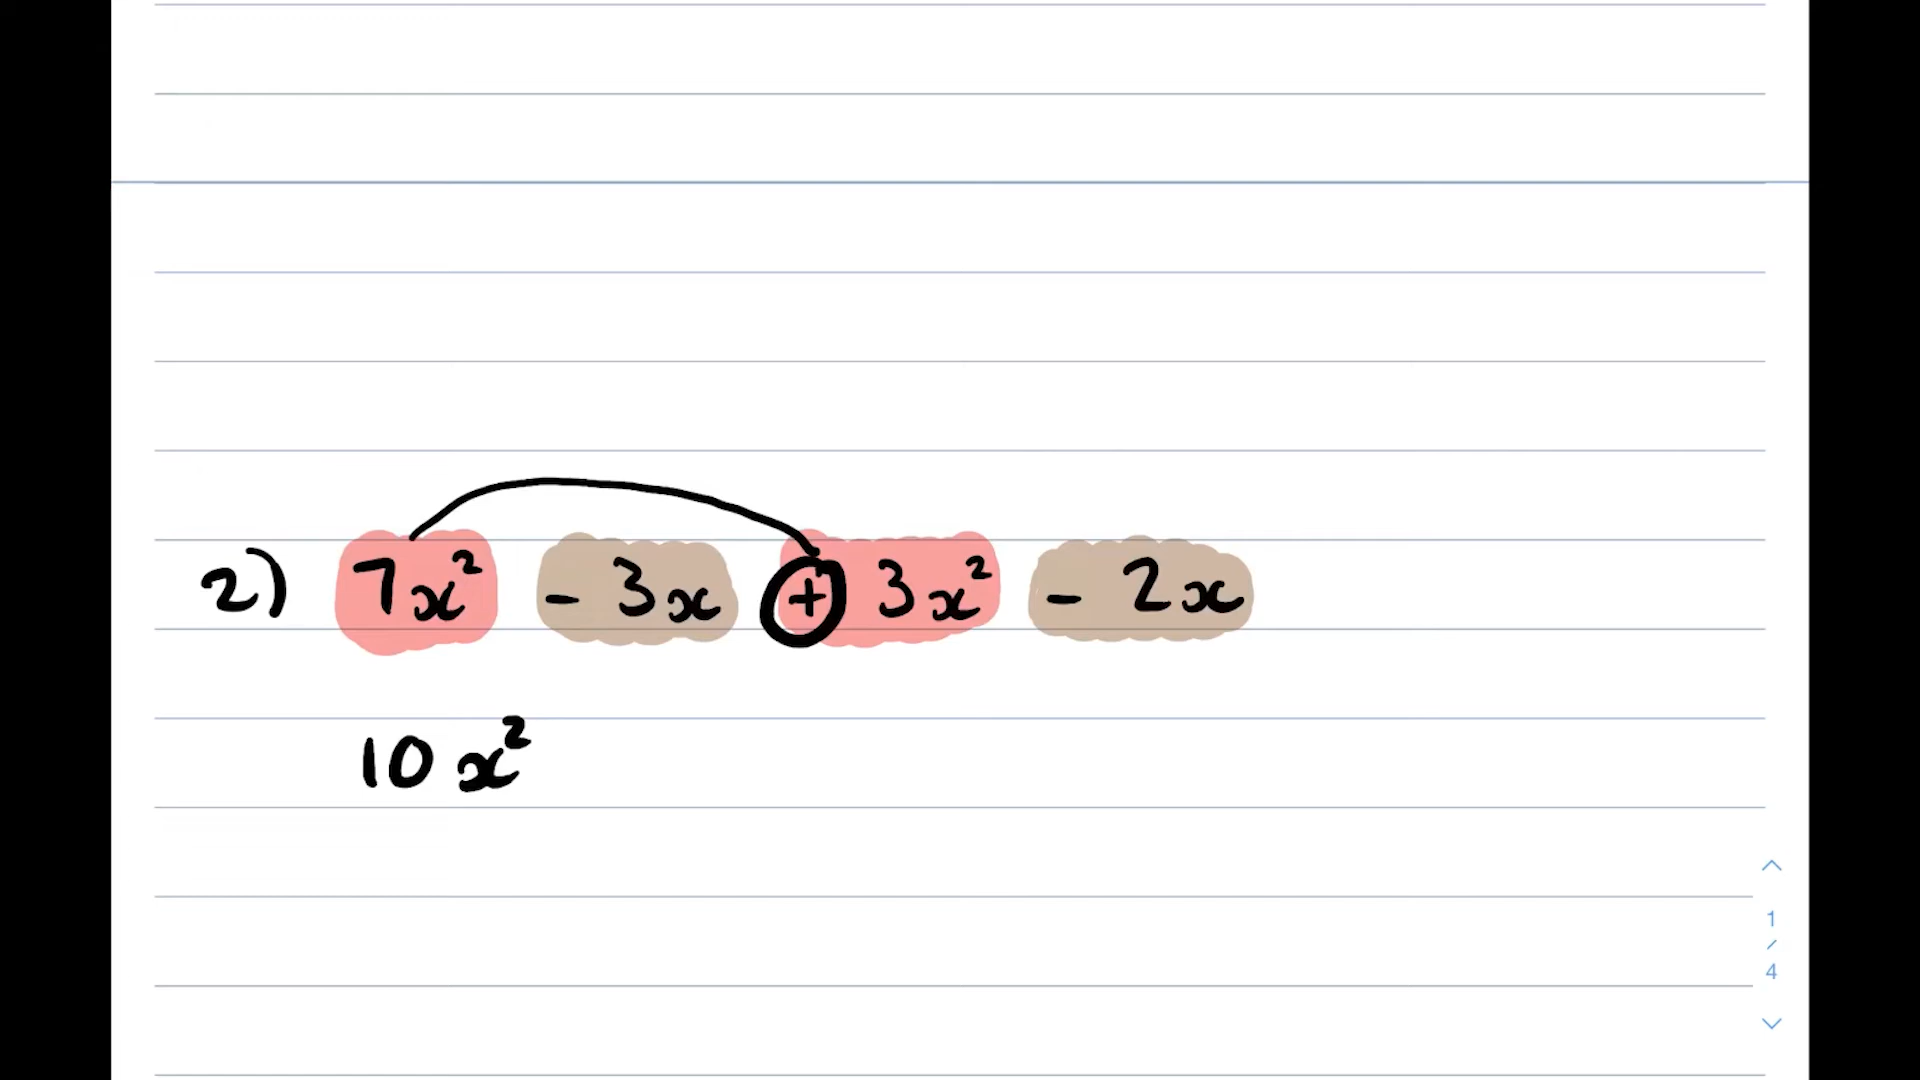 2) 7x² - 3x + 3x² - 2x
10x²
1
/
4